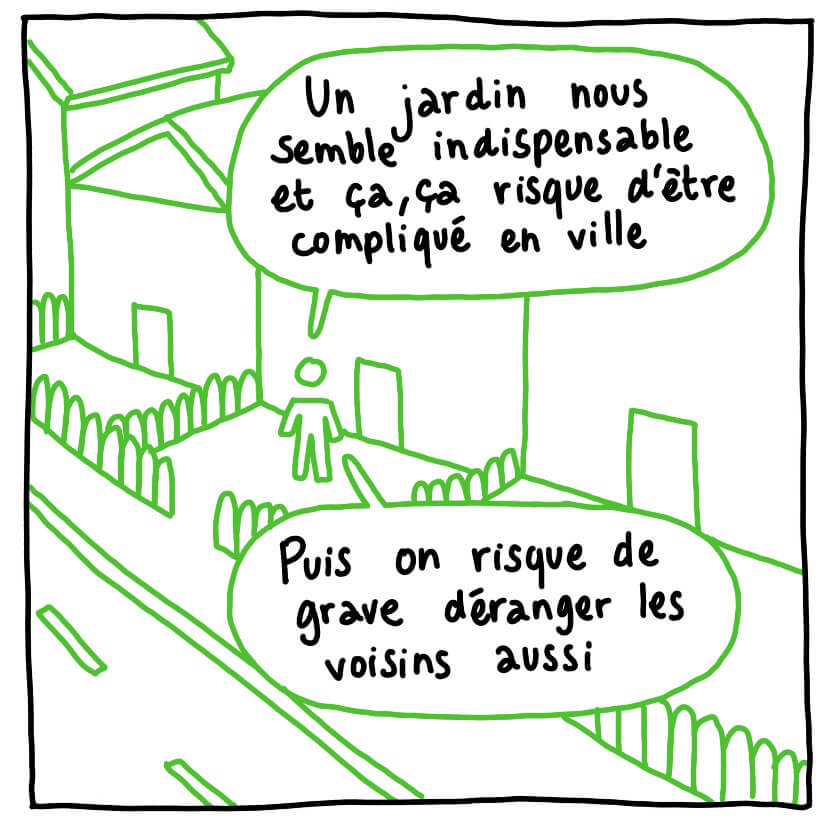 Un jardin nous
semble indispensable
et ça, ça risque d'être
compliqué en ville
Puis on risque de
grave déranger les
voisins aussi